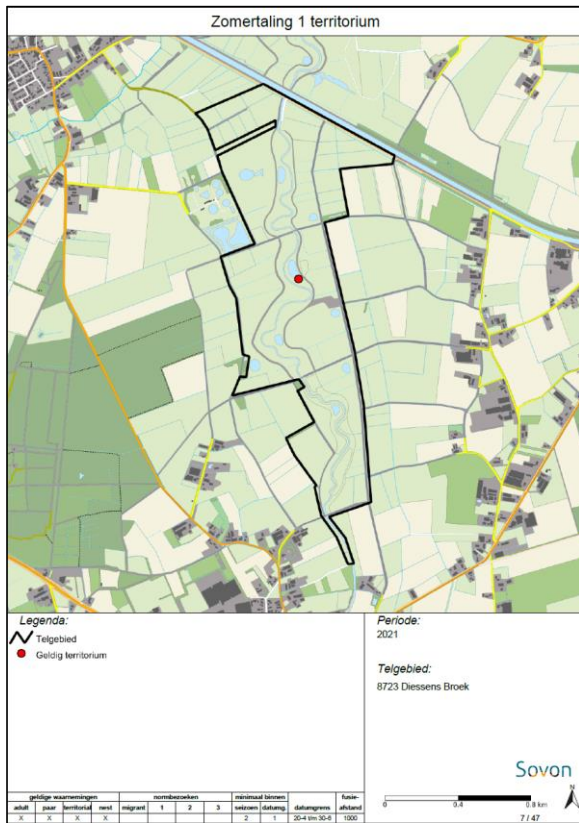 Zomertaling 1 territorium
Legenda:
Telgebied
Geldig territorium
Periode:
2021
Telgebied:
8723 Diessens Broek
Sovon
N
0 0.4 0.8 km
7 / 47
geldige waarnemingen normbezoeken minimaal binnen fusie-
adult paar territoriaal nest migrant 1 2 3 seizoen datumg. datumgrens afstand
X X X X 2 1 20-4 t/m 30-6 1000